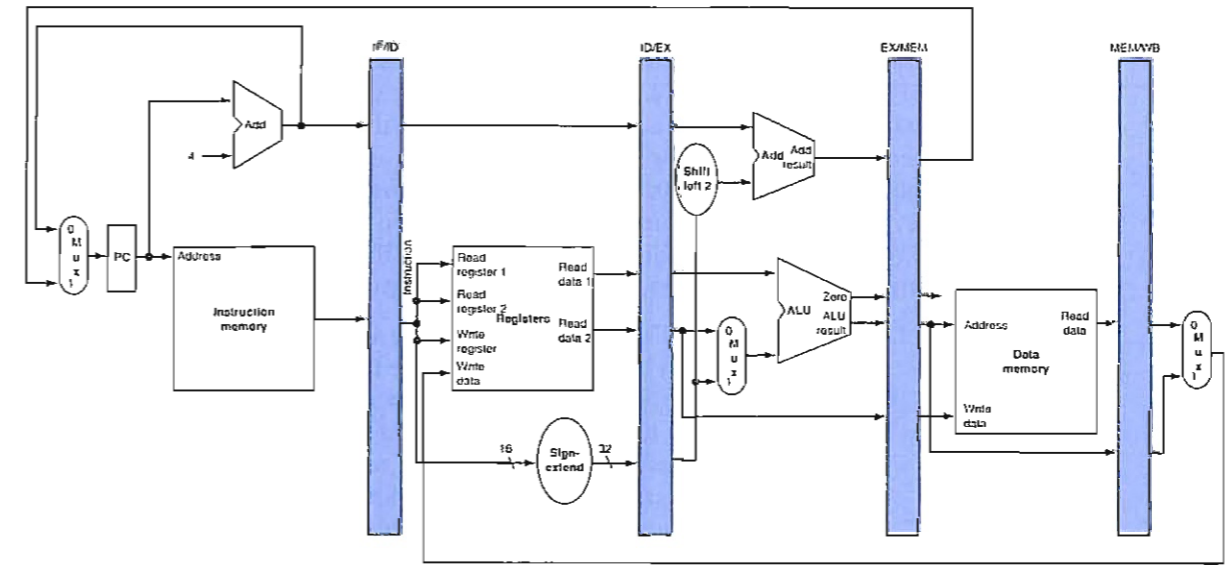 IF/ID
ID/EX
EX/MEM
MEM/WB
Add
4
Add
Add
result
Shift
left 2
0
M
u
x
1
PC
Address
Instruction
memory
Instruction
Read
register 1
Read
register 2
Registers
Write
register
Write
data
Read
data 1
Read
data 2
16
Sign-
extend
32
0
M
u
x
1
ALU
Zero
ALU
result
Address
Read
data
Data
memory
Write
data
0
M
u
x
1